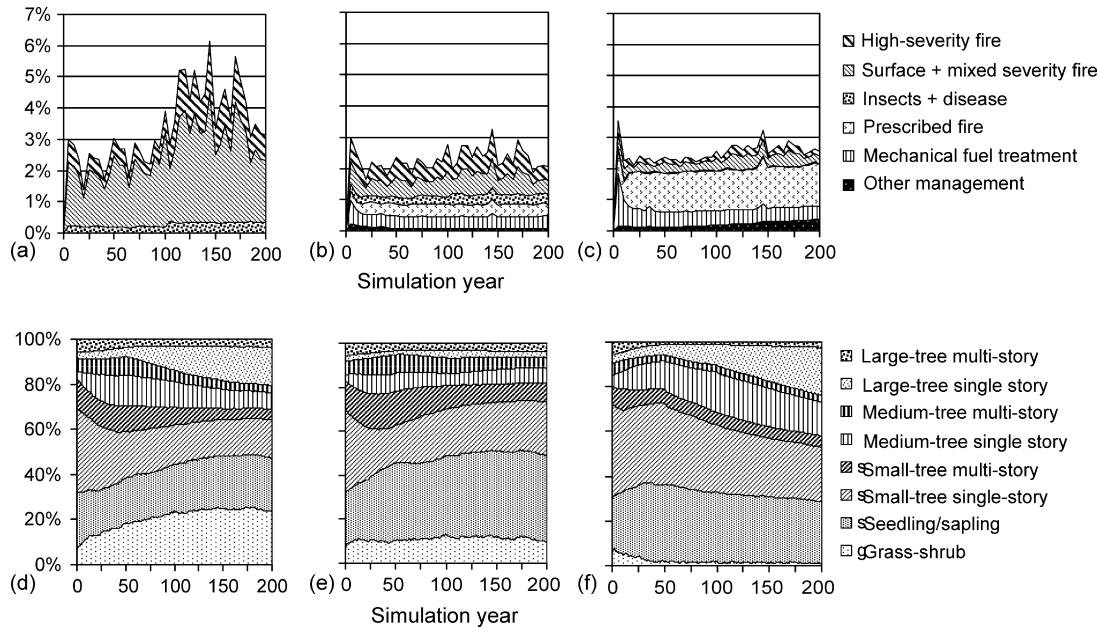 7%
6%
5%
4%
3%
2%
1%
0%
(a)
0 50 100 150 200
(b)
0 50 100 150 200
(c)
0 50 100 150 200
Simulation year
High-severity fire
Surface + mixed severity fire
Insects + disease
Prescribed fire
Mechanical fuel treatment
Other management
100%
80%
60%
40%
20%
0%
(d)
0 50 100 150 200
(e)
0 50 100 150 200
(f)
0 50 100 150 200
Simulation year
Large-tree multi-story
Large-tree single story
Medium-tree multi-story
Medium-tree single story
sSmall-tree multi-story
sSmall-tree single-story
sSeedling/sapling
gGrass-shrub